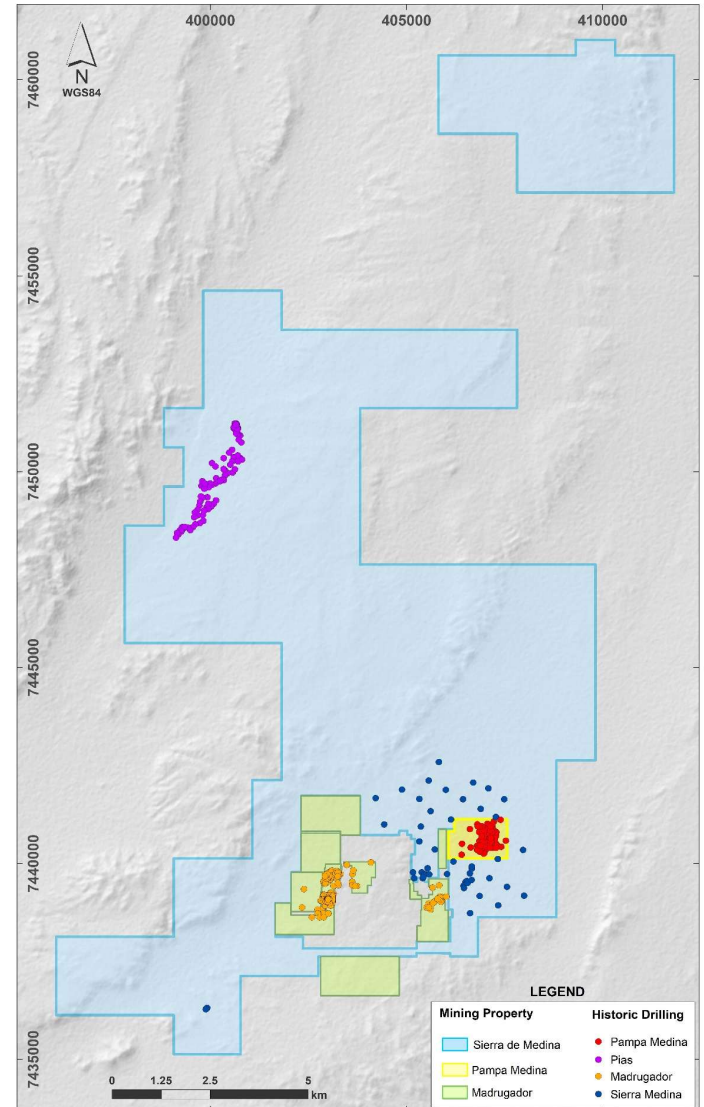 400000 405000 410000
7460000
N
WGS84
7455000
7450000
7445000
7440000
7435000
LEGEND
Mining Property Historic Drilling
Sierra de Medina Pampa Medina
Pampa Medina Pias
Madrugador Madrugador
Sierra Medina
0 1.25 2.5 5
km